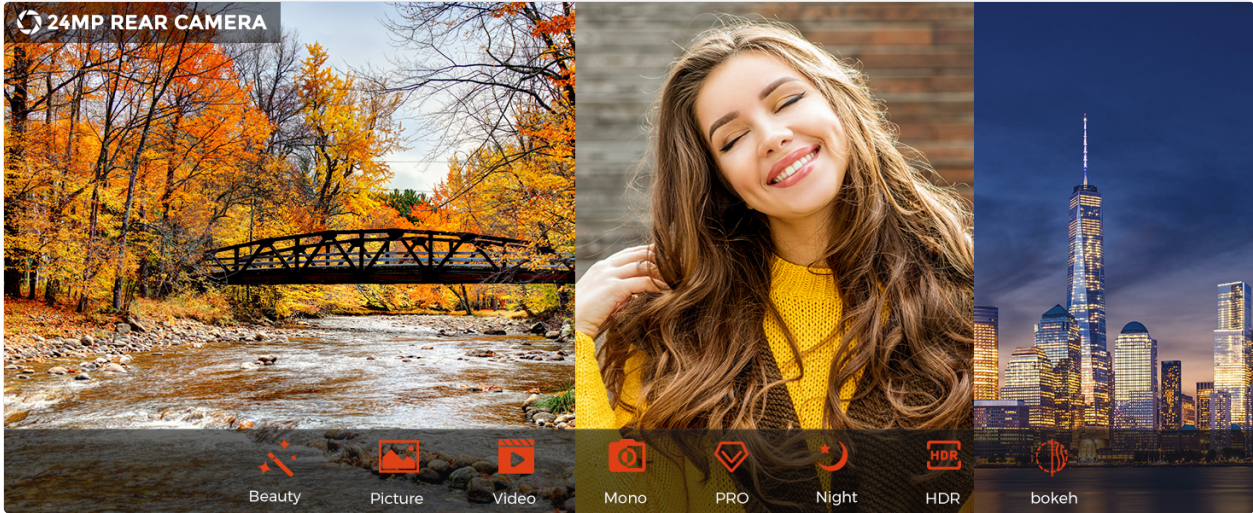 24MP REAR CAMERA
Beauty
Picture
Video
Mono
PRO
Night
HDR
HDR
bokeh